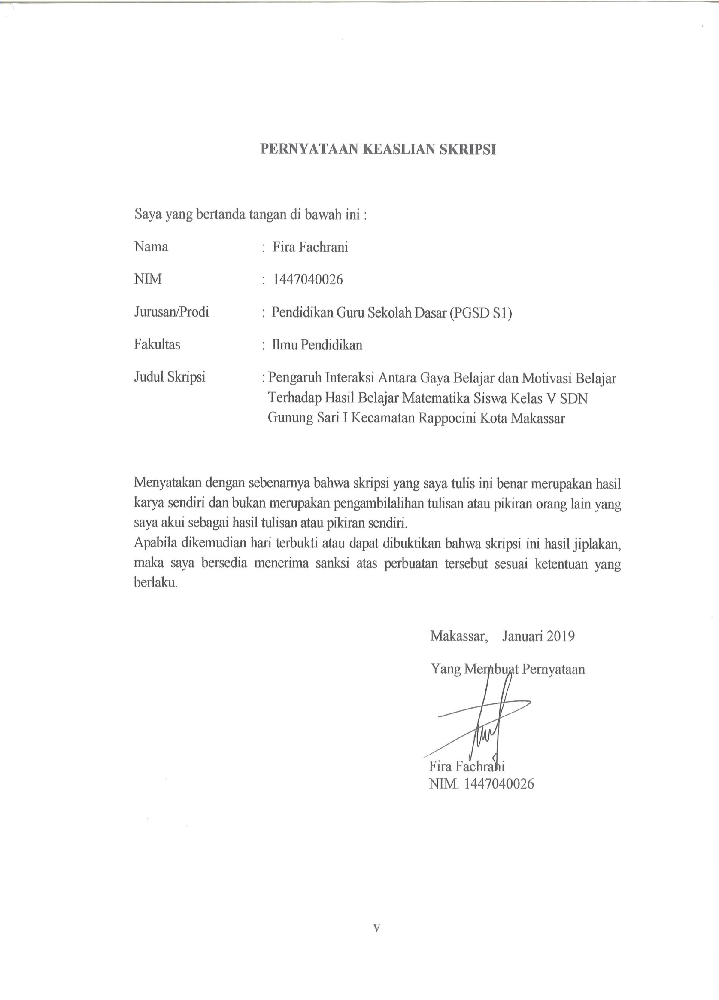 PERNYATAAN KEASLIAN SKRIPSI
Saya yang bertanda tangan di bawah ini :
Nama : Fira Fachrani
NIM : 1447040026
Jurusan/Prodi : Pendidikan Guru Sekolah Dasar (PGSD S1)
Fakultas : Ilmu Pendidikan
Judul Skripsi : Pengaruh Interaksi Antara Gaya Belajar dan Motivasi Belajar
Terhadap Hasil Belajar Matematika Siswa Kelas V SDN
Gunung Sari I Kecamatan Rappocini Kota Makassar
Menyatakan dengan sebenarnya bahwa skripsi yang saya tulis ini benar merupakan hasil
karya sendiri dan bukan merupakan pengambilalihan tulisan atau pikiran orang lain yang
saya akui sebagai hasil tulisan atau pikiran sendiri.
Apabila dikemudian hari terbukti atau dapat dibuktikan bahwa skripsi ini hasil jiplakan,
maka saya bersedia menerima sanksi atas perbuatan tersebut sesuai ketentuan yang
berlaku.
Makassar, Januari 2019
Yang Membuat Pernyataan
Fira Fachrani
NIM. 1447040026
v